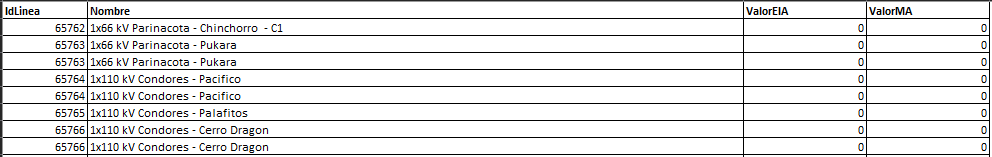 IdLinea Nombre ValorEIA ValorMA
65762 1x66 kV Parinacota - Chinchorro  - C1 0 0
65763 1x66 kV Parinacota - Pukara 0 0
65763 1x66 kV Parinacota - Pukara 0 0
65764 1x110 kV Condores - Pacifico 0 0
65764 1x110 kV Condores - Pacifico 0 0
65765 1x110 kV Condores - Palafitos 0 0
65766 1x110 kV Condores - Cerro Dragon 0 0
65766 1x110 kV Condores - Cerro Dragon 0 0